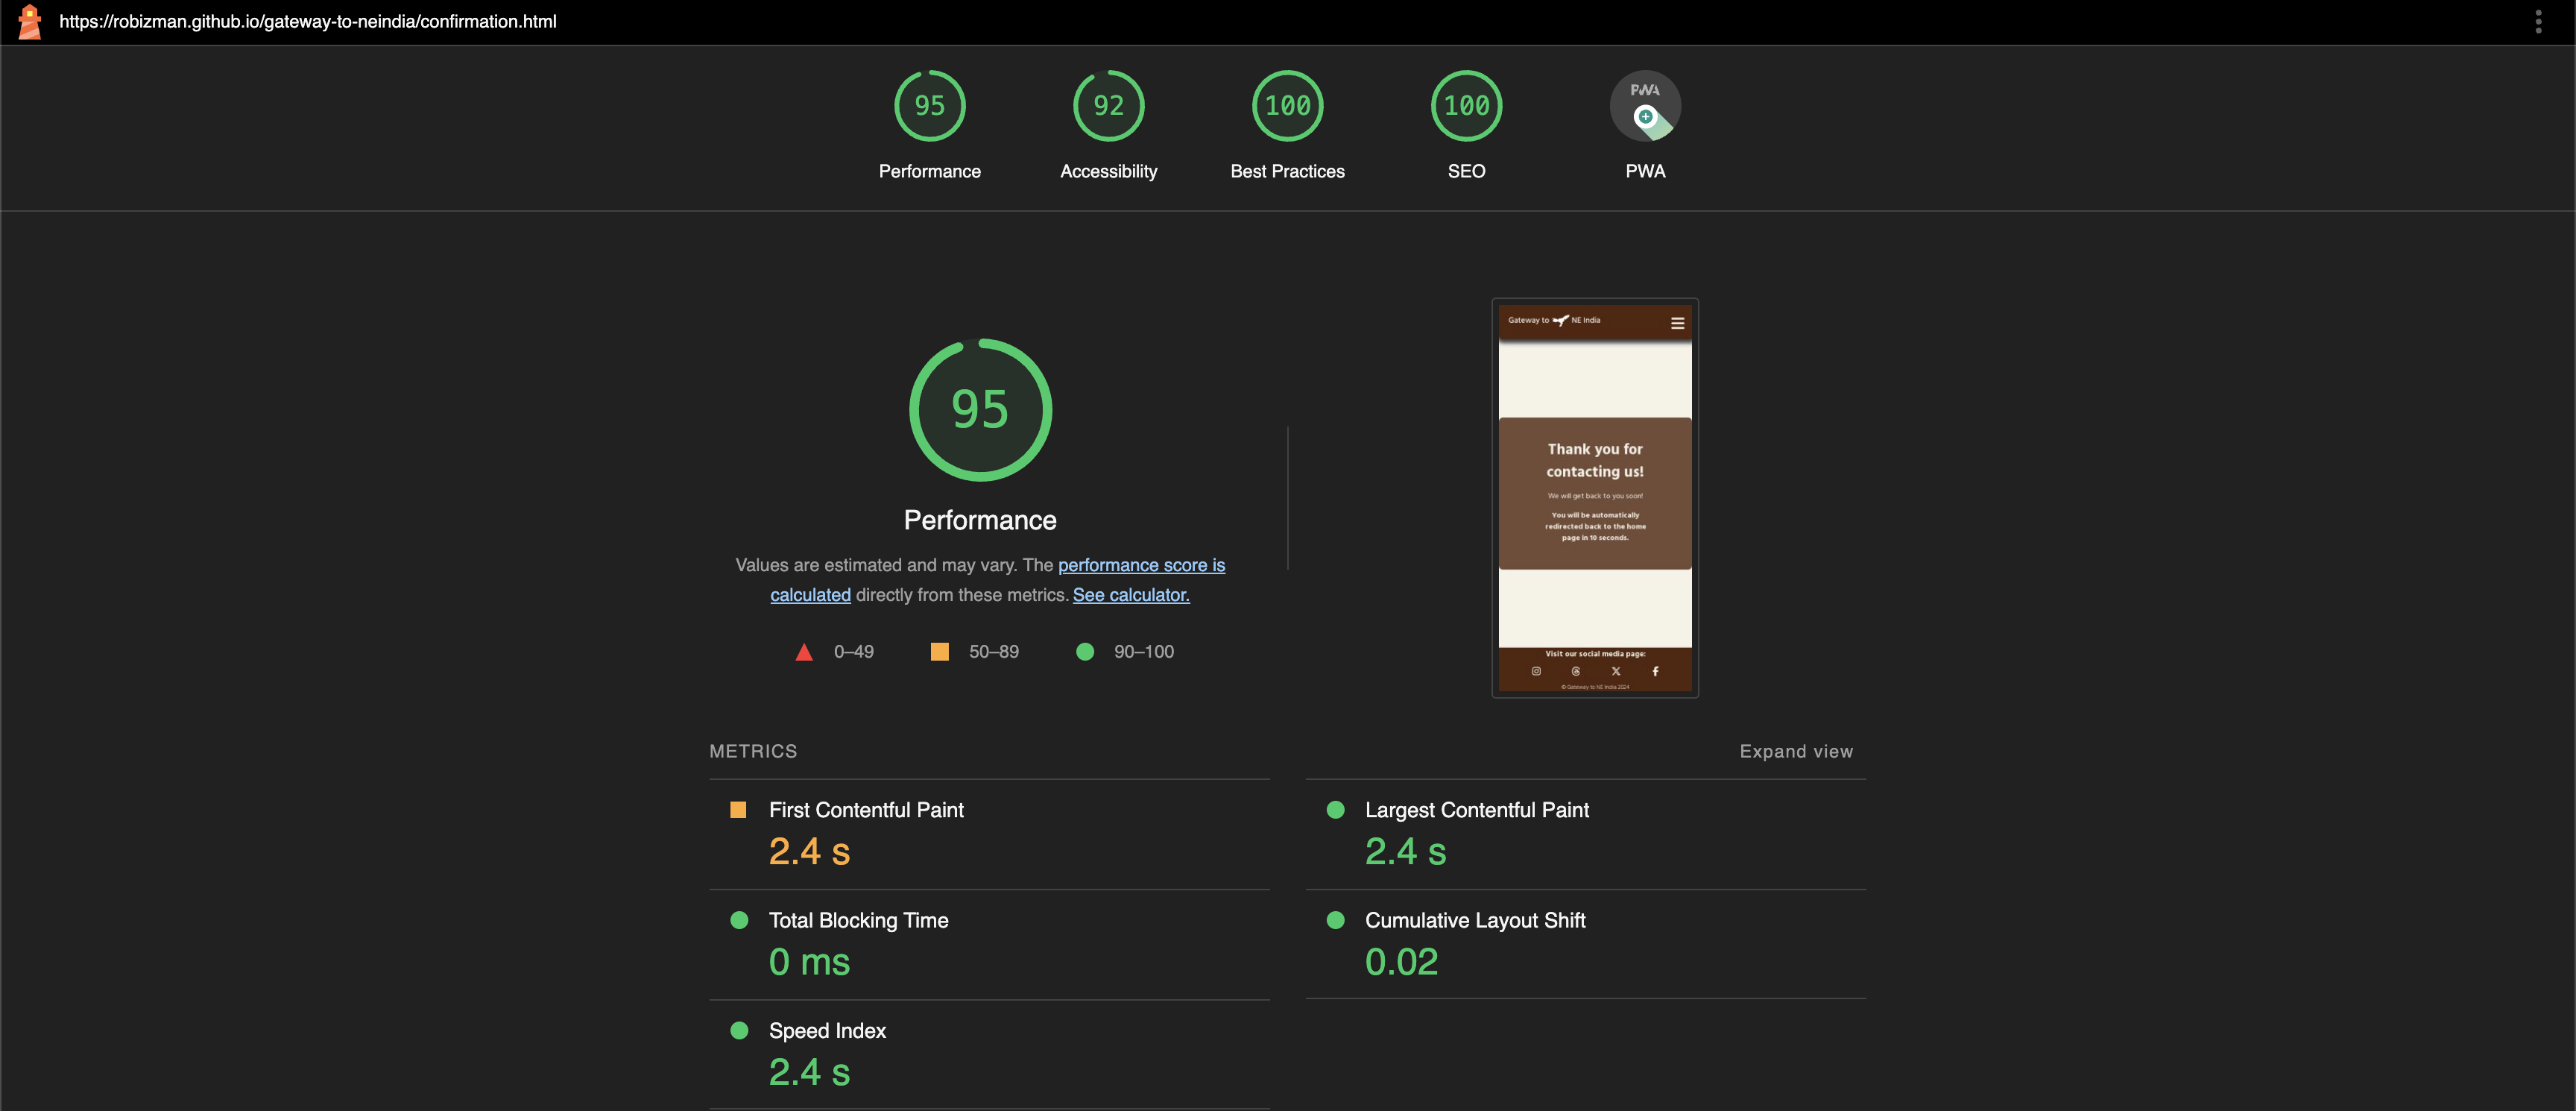 https://robizman.github.io/gateway-to-neindia/confirmation.html
95
92
100
100
PWA
Performance
Accessibility
Best Practices
SEO
PWA
95
Performance
Values are estimated and may vary. The performance score is
calculated directly from these metrics. See calculator.
0–49
50–89
90–100
Gateway to NE India
Thank you for
contacting us!
We will get back to you soon!
You will be automatically
redirected back to the home
page in 10 seconds.
Visit our social media page:
© Gateway to NE India 2024
METRICS
Expand view
First Contentful Paint
2.4 s
Largest Contentful Paint
2.4 s
Total Blocking Time
0 ms
Cumulative Layout Shift
0.02
Speed Index
2.4 s